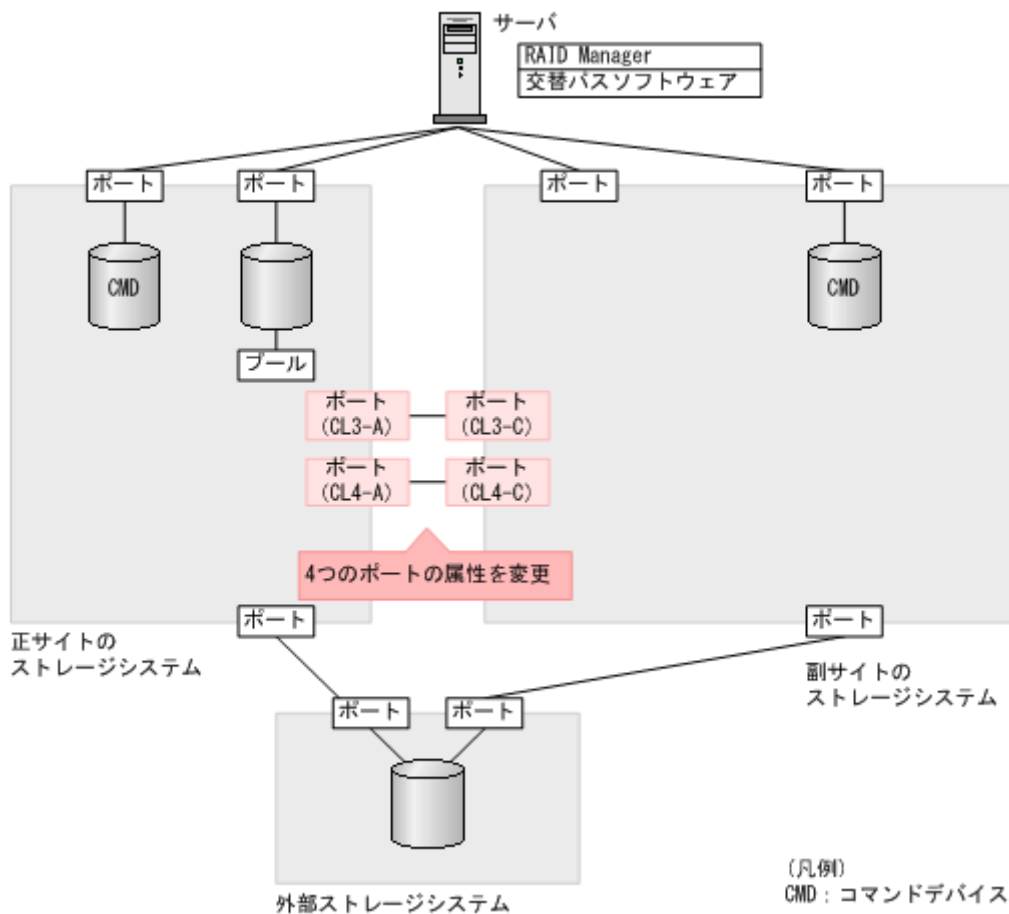 サーバ
RAID Manager
交替パスソフトウェア
ポート
ポート
ポート
ポート
CMD
CMD
プール
ポート
(CL3-A)
ポート
(CL3-C)
ポート
(CL4-A)
ポート
(CL4-C)
4つのポートの属性を変更
ポート
ポート
正サイトの
ストレージシステム
副サイトの
ストレージシステム
ポート
ポート
外部ストレージシステム
(凡例)
CMD：コマンドデバイス